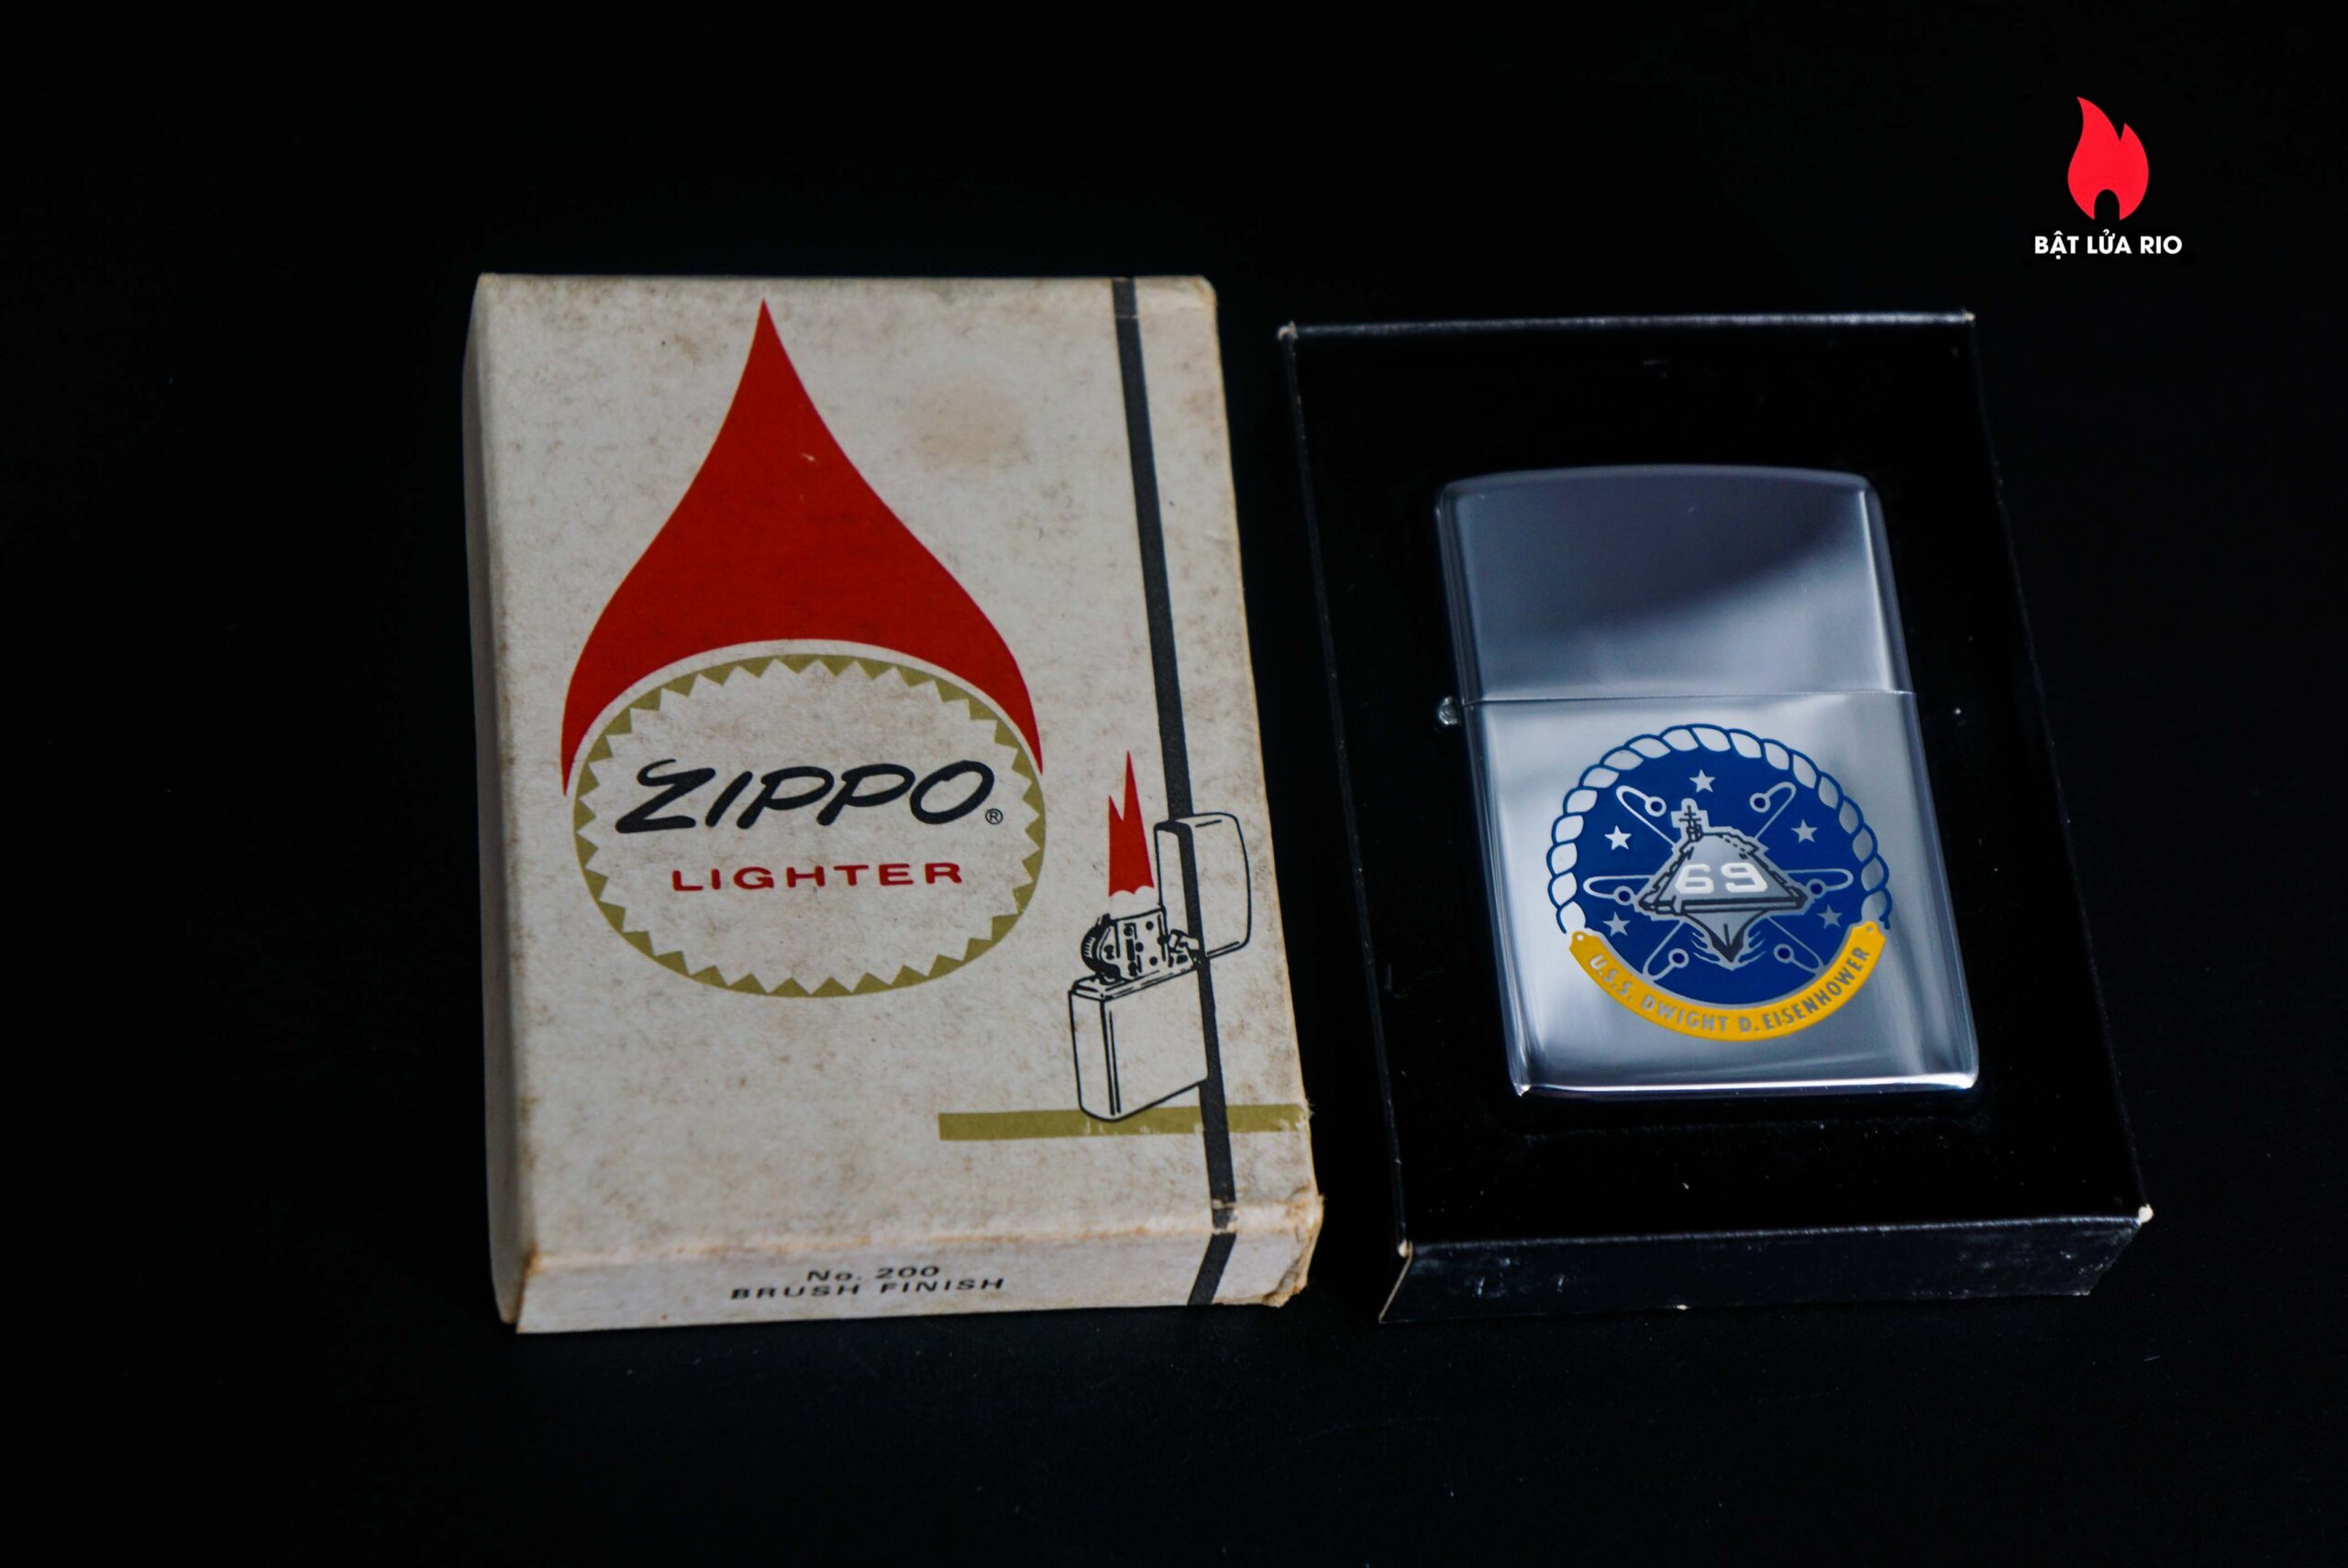 BẬT LỬA RIO
ZIPPO®
LIGHTER
No. 200
BRUSH FINISH
69
U.S.S. DWIGHT D. EISENHOWER